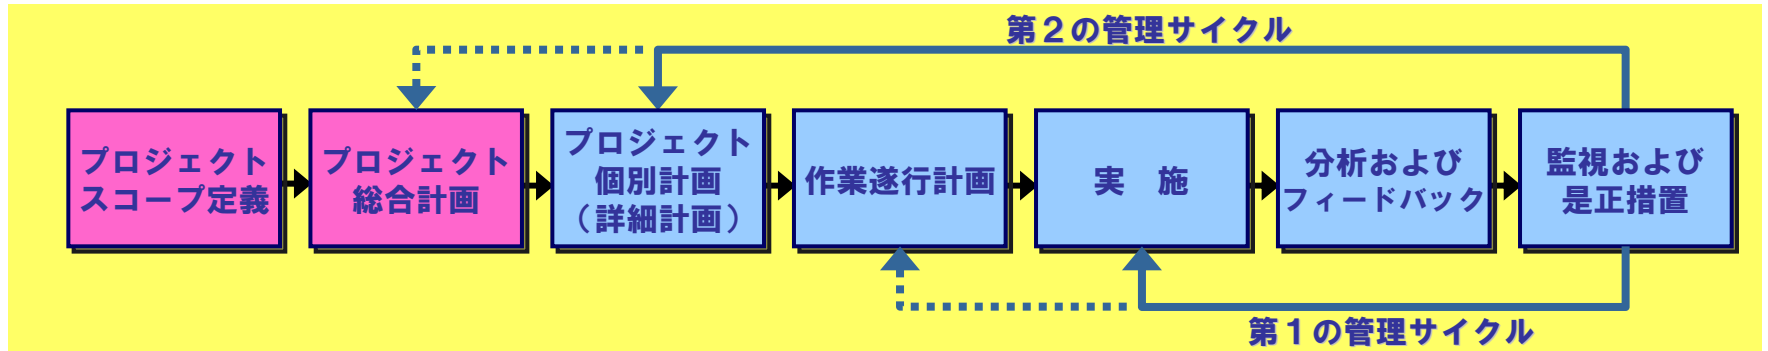 第２の管理サイクル
プロジェクト
スコープ定義
プロジェクト
総合計画
プロジェクト
個別計画
（詳細計画）
作業遂行計画
実　施
分析および
フィードバック
監視および
是正措置
第１の管理サイクル